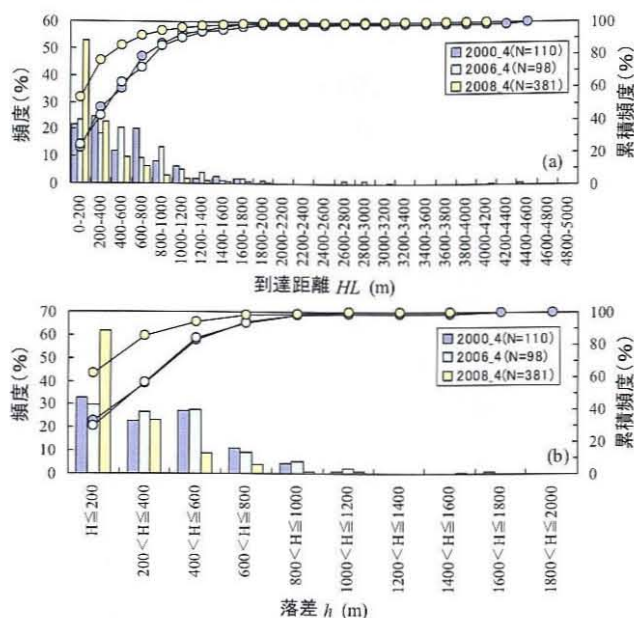 60
50
40
30
20
10
0
頻度(%)
100
80
60
40
20
0
累積頻度(%)
2000_4(N=110)
2006_4(N=98)
2008_4(N=381)
(a)
0-200
200-400
400-600
600-800
800-1000
1000-1200
1200-1400
1400-1600
1600-1800
1800-2000
2000-2200
2200-2400
2400-2600
2600-2800
2800-3000
3000-3200
3200-3400
3400-3600
3600-3800
3800-4000
4000-4200
4200-4400
4400-4600
4600-4800
4800-5000
到達距離 HL (m)
70
60
50
40
30
20
10
0
頻度(%)
100
80
60
40
20
0
累積頻度(%)
2000_4(N=110)
2006_4(N=98)
2008_4(N=381)
(b)
H≦200
200<H≦400
400<H≦600
600<H≦800
800<H≦1000
1000<H≦1200
1200<H≦1400
1400<H≦1600
1600<H≦1800
1800<H≦2000
落差 h (m)